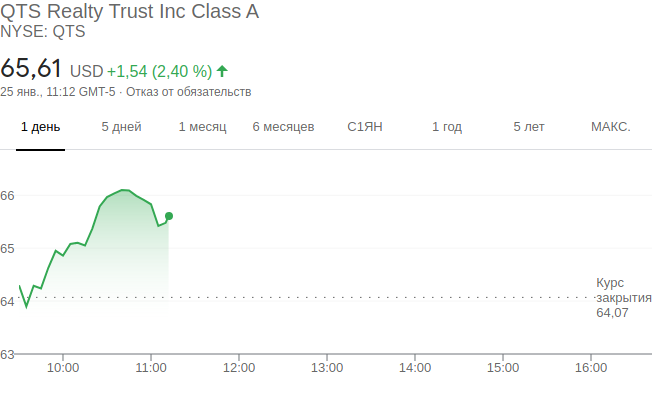 QTS Realty Trust Inc Class A
NYSE: QTS
65,61 USD +1,54 (2,40 %)
25 янв., 11:12 GMT-5 · Отказ от обязательств
1 день 5 дней 1 месяц 6 месяцев С1ЯН 1 год 5 лет МАКС.
66
65
Курс
64 закрытия
64,07
63
10:00 11:00 12:00 13:00 14:00 15:00 16:00